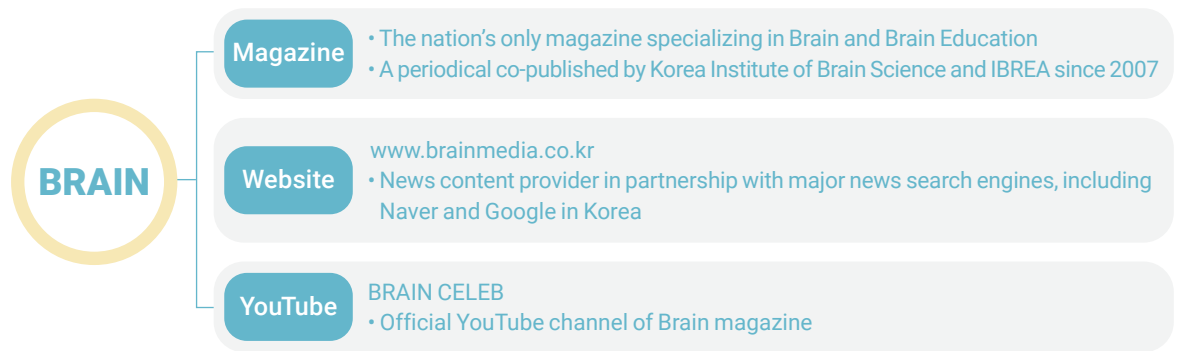 BRAIN
Magazine
• The nation’s only magazine specializing in Brain and Brain Education
• A periodical co-published by Korea Institute of Brain Science and IBREA since 2007
Website
www.brainmedia.co.kr
• News content provider in partnership with major news search engines, including
Naver and Google in Korea
YouTube
BRAIN CELEB
• Official YouTube channel of Brain magazine